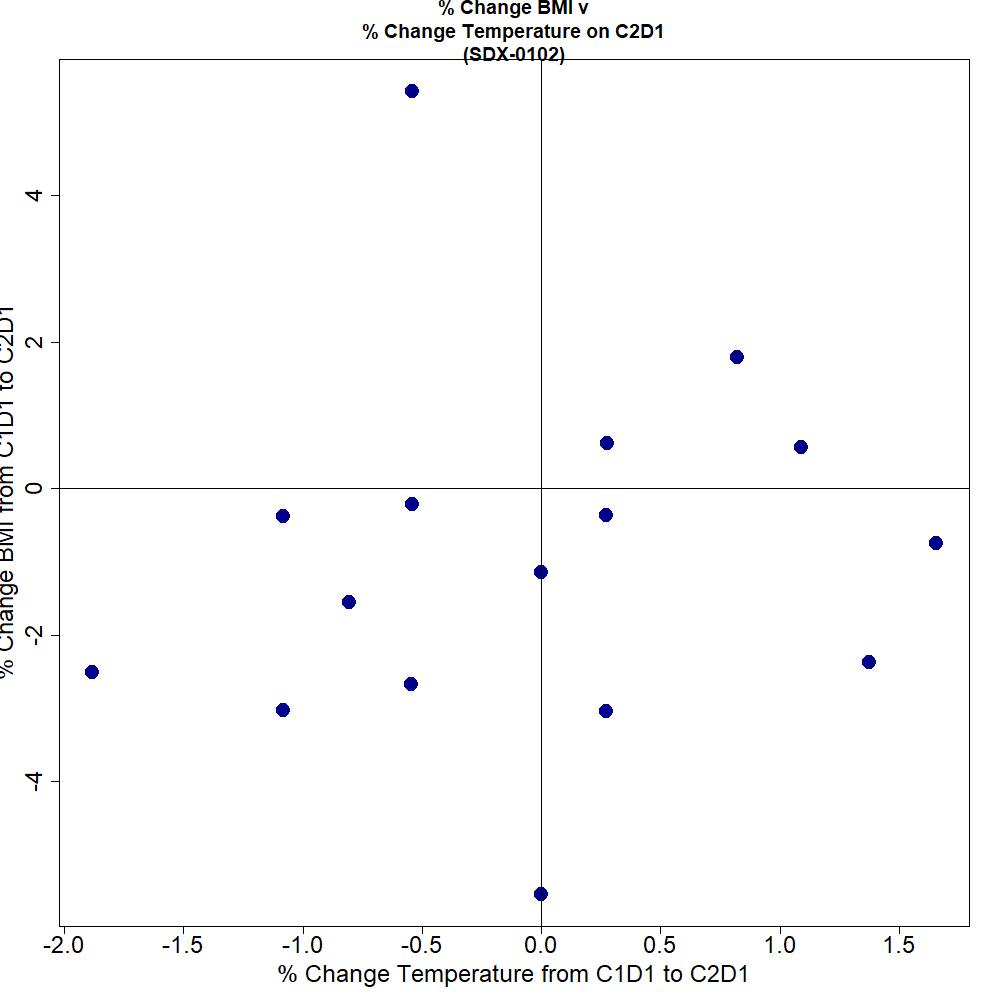 % Change BMI v
% Change Temperature on C2D1
(SDX-0102)
% Change BMI from C1D1 to C2D1
4
2
0
-2
-4
-2.0 -1.5 -1.0 -0.5 0.0 0.5 1.0 1.5
% Change Temperature from C1D1 to C2D1